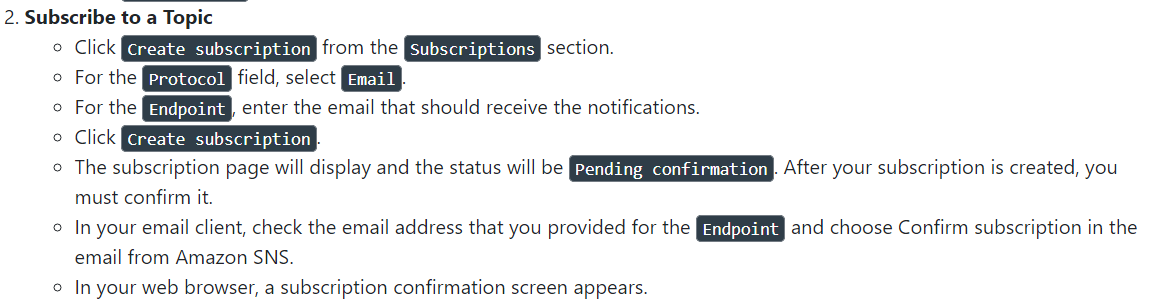 2. Subscribe to a Topic
Click Create subscription from the Subscriptions section.
For the Protocol field, select Email.
For the Endpoint, enter the email that should receive the notifications.
Click Create subscription.
The subscription page will display and the status will be Pending confirmation. After your subscription is created, you
must confirm it.
In your email client, check the email address that you provided for the Endpoint and choose Confirm subscription in the
email from Amazon SNS.
In your web browser, a subscription confirmation screen appears.